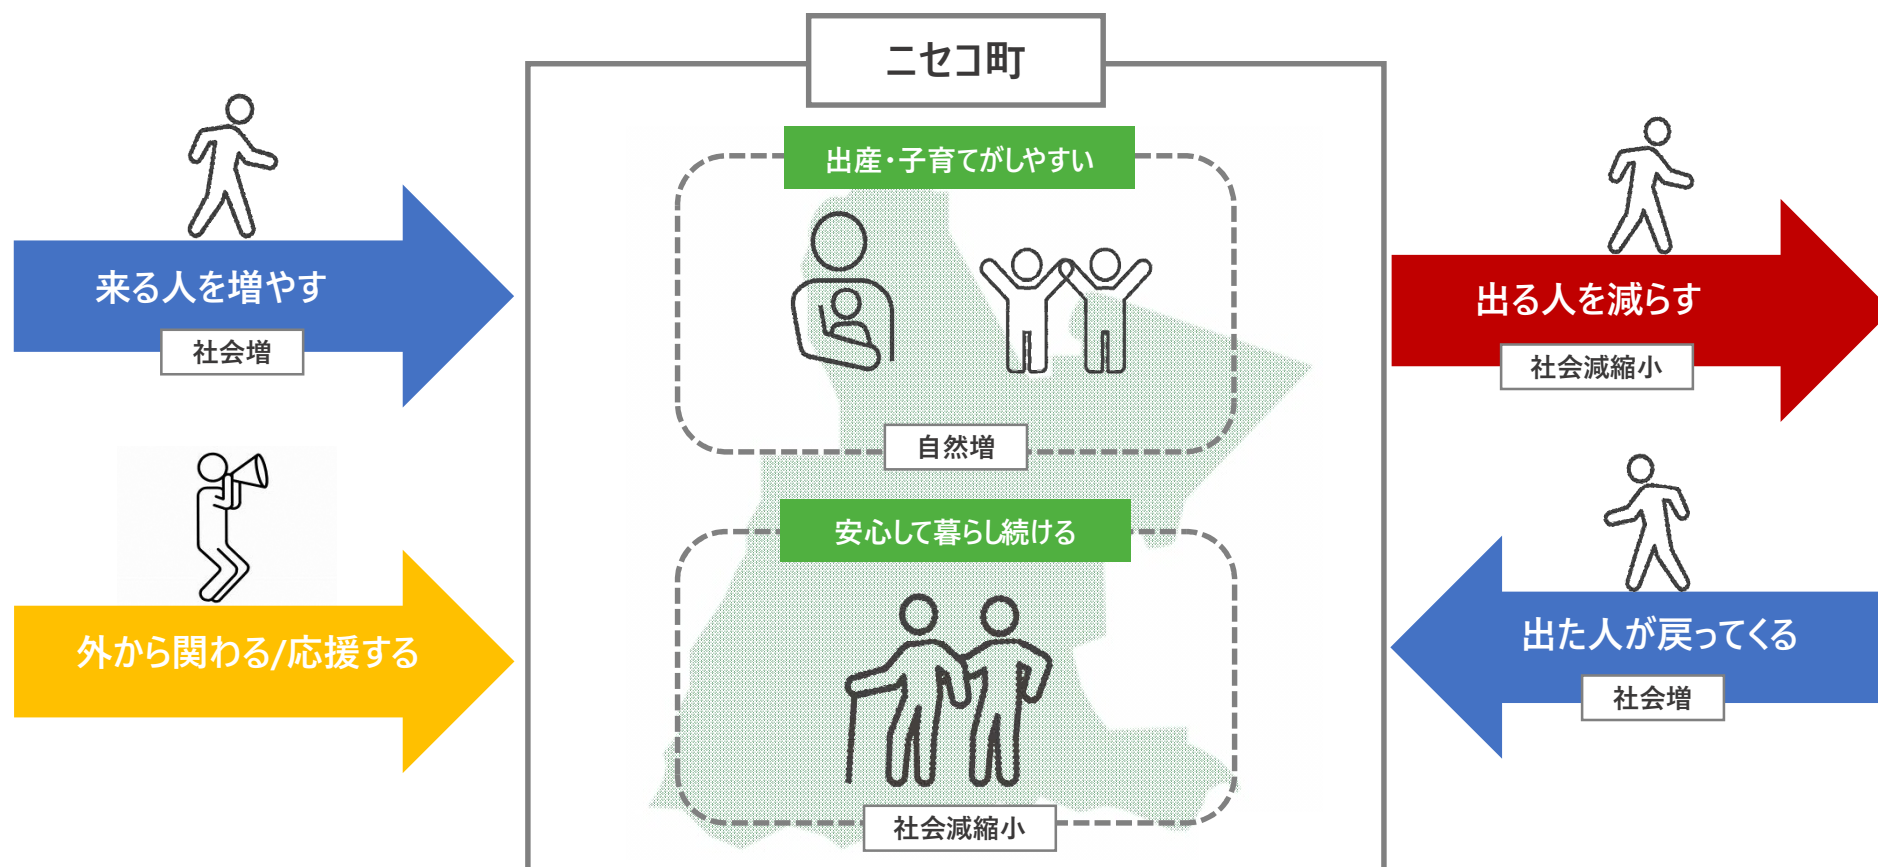 ニセコ町
出産・子育てがしやすい
来る人を増やす
社会増
出る人を減らす
社会減縮小
自然増
安心して暮らし続ける
外から関わる/応援する
出た人が戻ってくる
社会増
社会減縮小